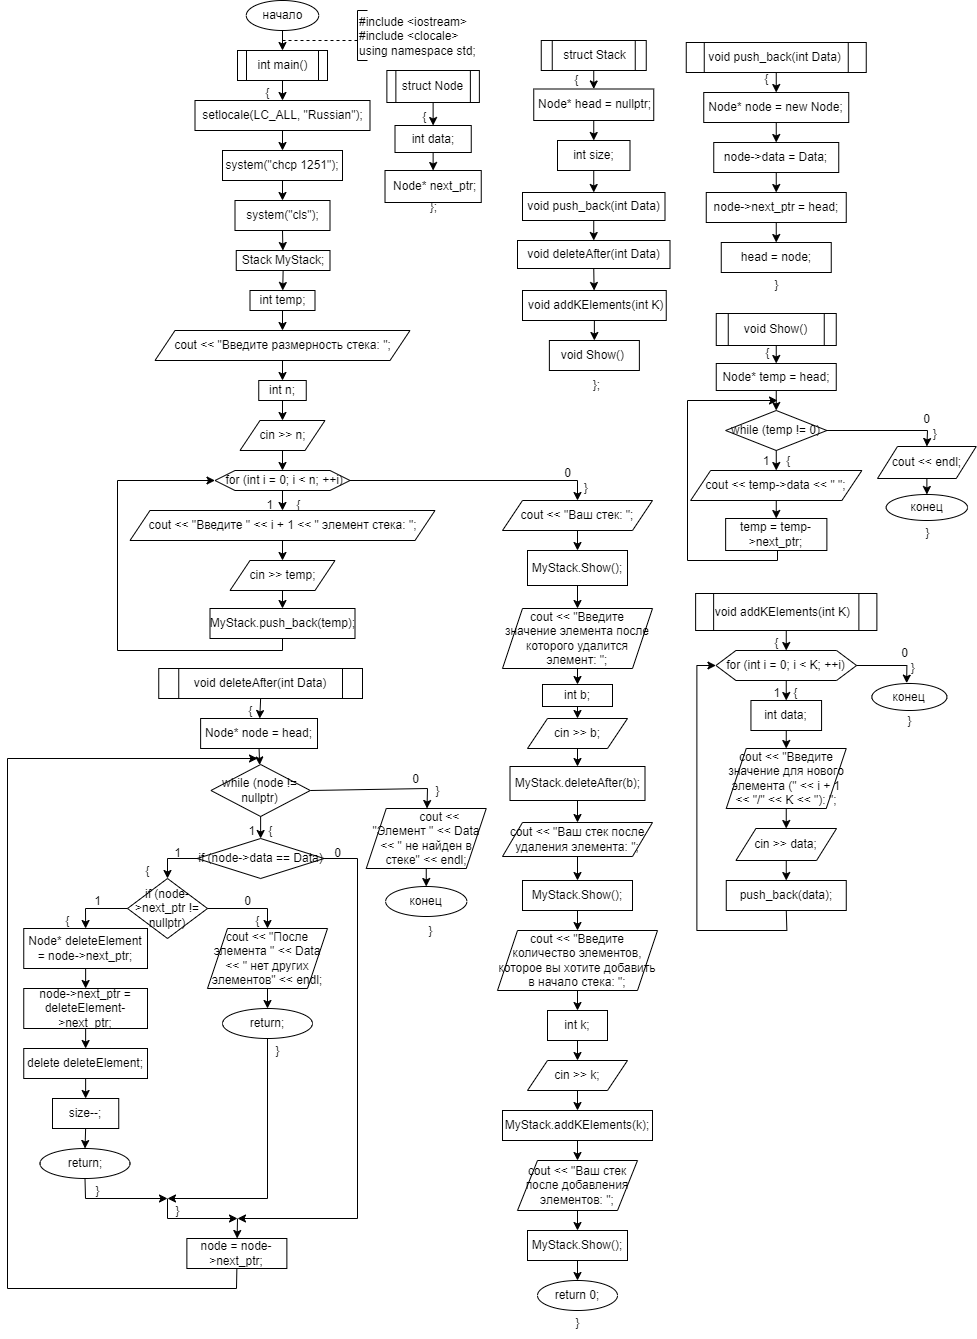 начало
#include <iostream>
#include <clocale>
using namespace std;
int main()
{
setlocale(LC_ALL, "Russian");
system("chcp 1251");
system("cls");
Stack MyStack;
int temp;
cout << "Введите размерность стека: ";
int n;
cin >> n;
for (int i = 0; i < n; ++i)
0
}
1
{
cout << "Введите " << i + 1 << " элемент стека: ";
cin >> temp;
MyStack.push_back(temp);
struct Node
{
int data;
Node* next_ptr;
};
struct Stack
{
Node* head = nullptr;
int size;
void push_back(int Data)
void deleteAfter(int Data)
void addKElements(int K)
void Show()
};
void push_back(int Data)
{
Node* node = new Node;
node->data = Data;
node->next_ptr = head;
head = node;
}
void Show()
{
Node* temp = head;
while (temp != 0)
0
}
1
{
cout << endl;
cout << temp->data << " ";
конец
}
temp = temp-
>next_ptr;
cout << "Ваш стек: ";
MyStack.Show();
cout << "Введите
значение элемента после
которого удалится
элемент: ";
int b;
cin >> b;
MyStack.deleteAfter(b);
cout << "Ваш стек после
удаления элемента: ";
MyStack.Show();
cout << "Введите
количество элементов,
которое вы хотите добавить
в начало стека: ";
int k;
cin >> k;
MyStack.addKElements(k);
cout << "Ваш стек
после добавления
элементов: ";
MyStack.Show();
return 0;
}
void addKElements(int K)
{
for (int i = 0; i < K; ++i)
0
}
1
{
конец
}
int data;
cout << "Введите
значение для нового
элемента (" << i + 1
<< "/" << K << "): ";
cin >> data;
push_back(data);
void deleteAfter(int Data)
{
Node* node = head;
while (node !=
nullptr)
0
}
1
{
cout <<
"Элемент " << Data
<< " не найден в
стеке" << endl;
конец
}
if (node->data == Data)
1
0
{
if (node-
>next_ptr !=
nullptr)
1
0
{
{
Node* deleteElement
= node->next_ptr;
cout << "После
элемента " << Data
<< " нет других
элементов" << endl;
node->next_ptr =
deleteElement-
>next_ptr;
return;
}
delete deleteElement;
size--;
return;
}
}
node = node-
>next_ptr;